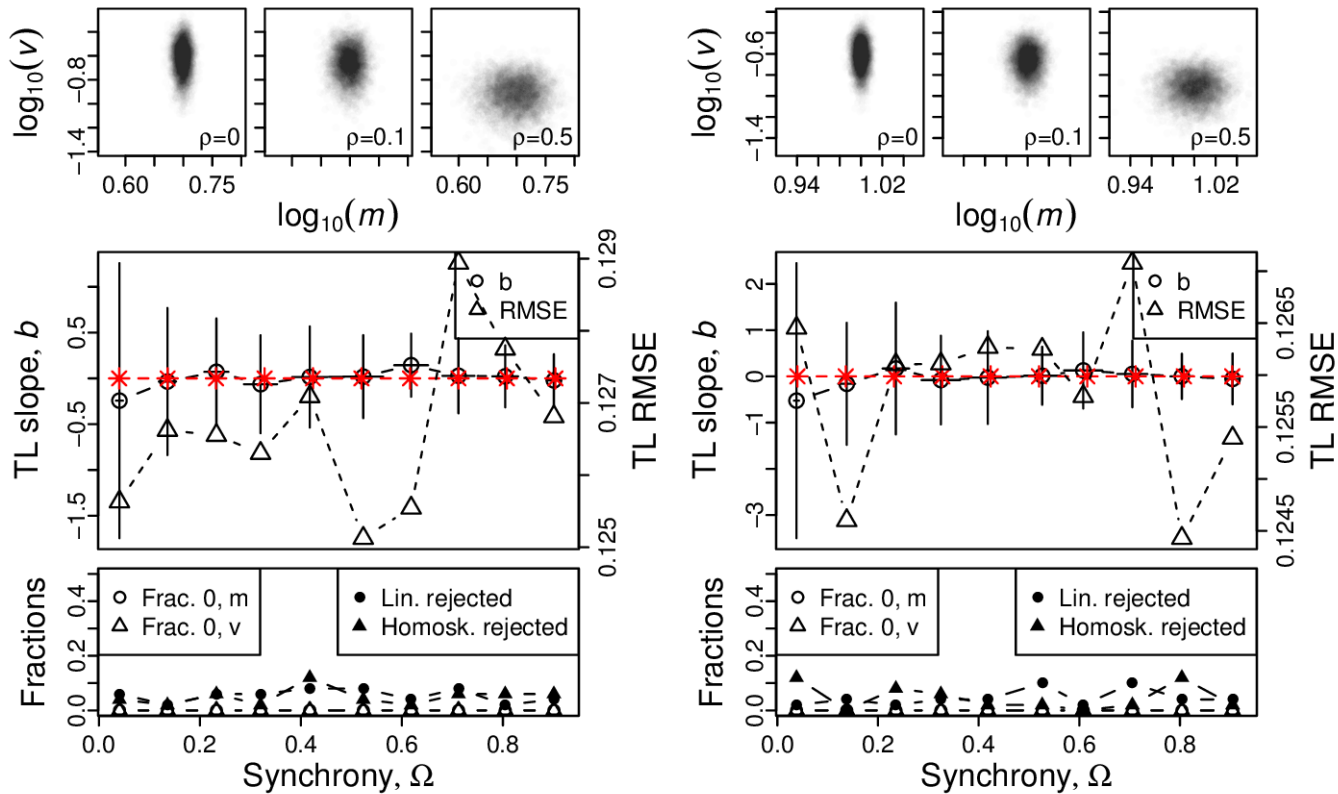 log10(v)
−0.8
−1.4
ρ=0
ρ=0.1
ρ=0.5
0.60
0.75
0.60
0.75
log10(m)
log10(v)
−0.6
−1.4
ρ=0
ρ=0.1
ρ=0.5
0.94
1.02
0.94
1.02
log10(m)
TL slope, b
0.5
−0.5
−1.5
b
RMSE
0.129
0.127
0.125
TL RMSE
TL slope, b
2
1
0
−1
−3
b
RMSE
0.1265
0.1255
0.1245
TL RMSE
Fractions
0.4
0.2
0.0
Frac. 0, m
Frac. 0, v
Lin. rejected
Homosk. rejected
0.0
0.2
0.4
0.6
0.8
Synchrony, Ω
Fractions
0.4
0.2
0.0
Frac. 0, m
Frac. 0, v
Lin. rejected
Homosk. rejected
0.0
0.2
0.4
0.6
0.8
Synchrony, Ω